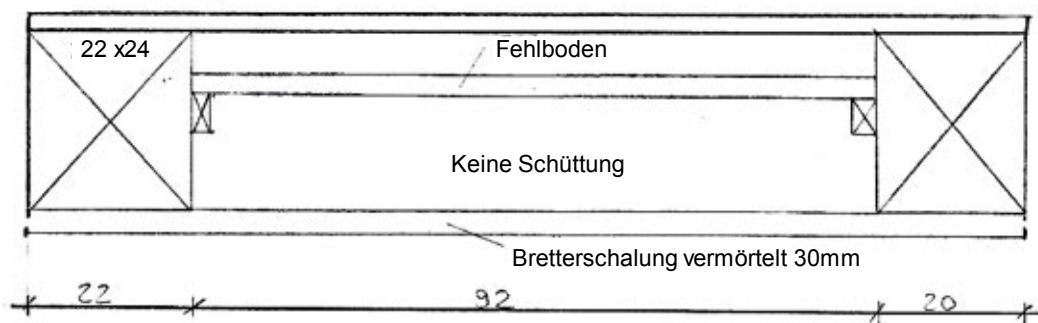 22 x24
Fehlboden
Keine Schüttung
Bretterschalung vermörtelt 30mm
22 92 20